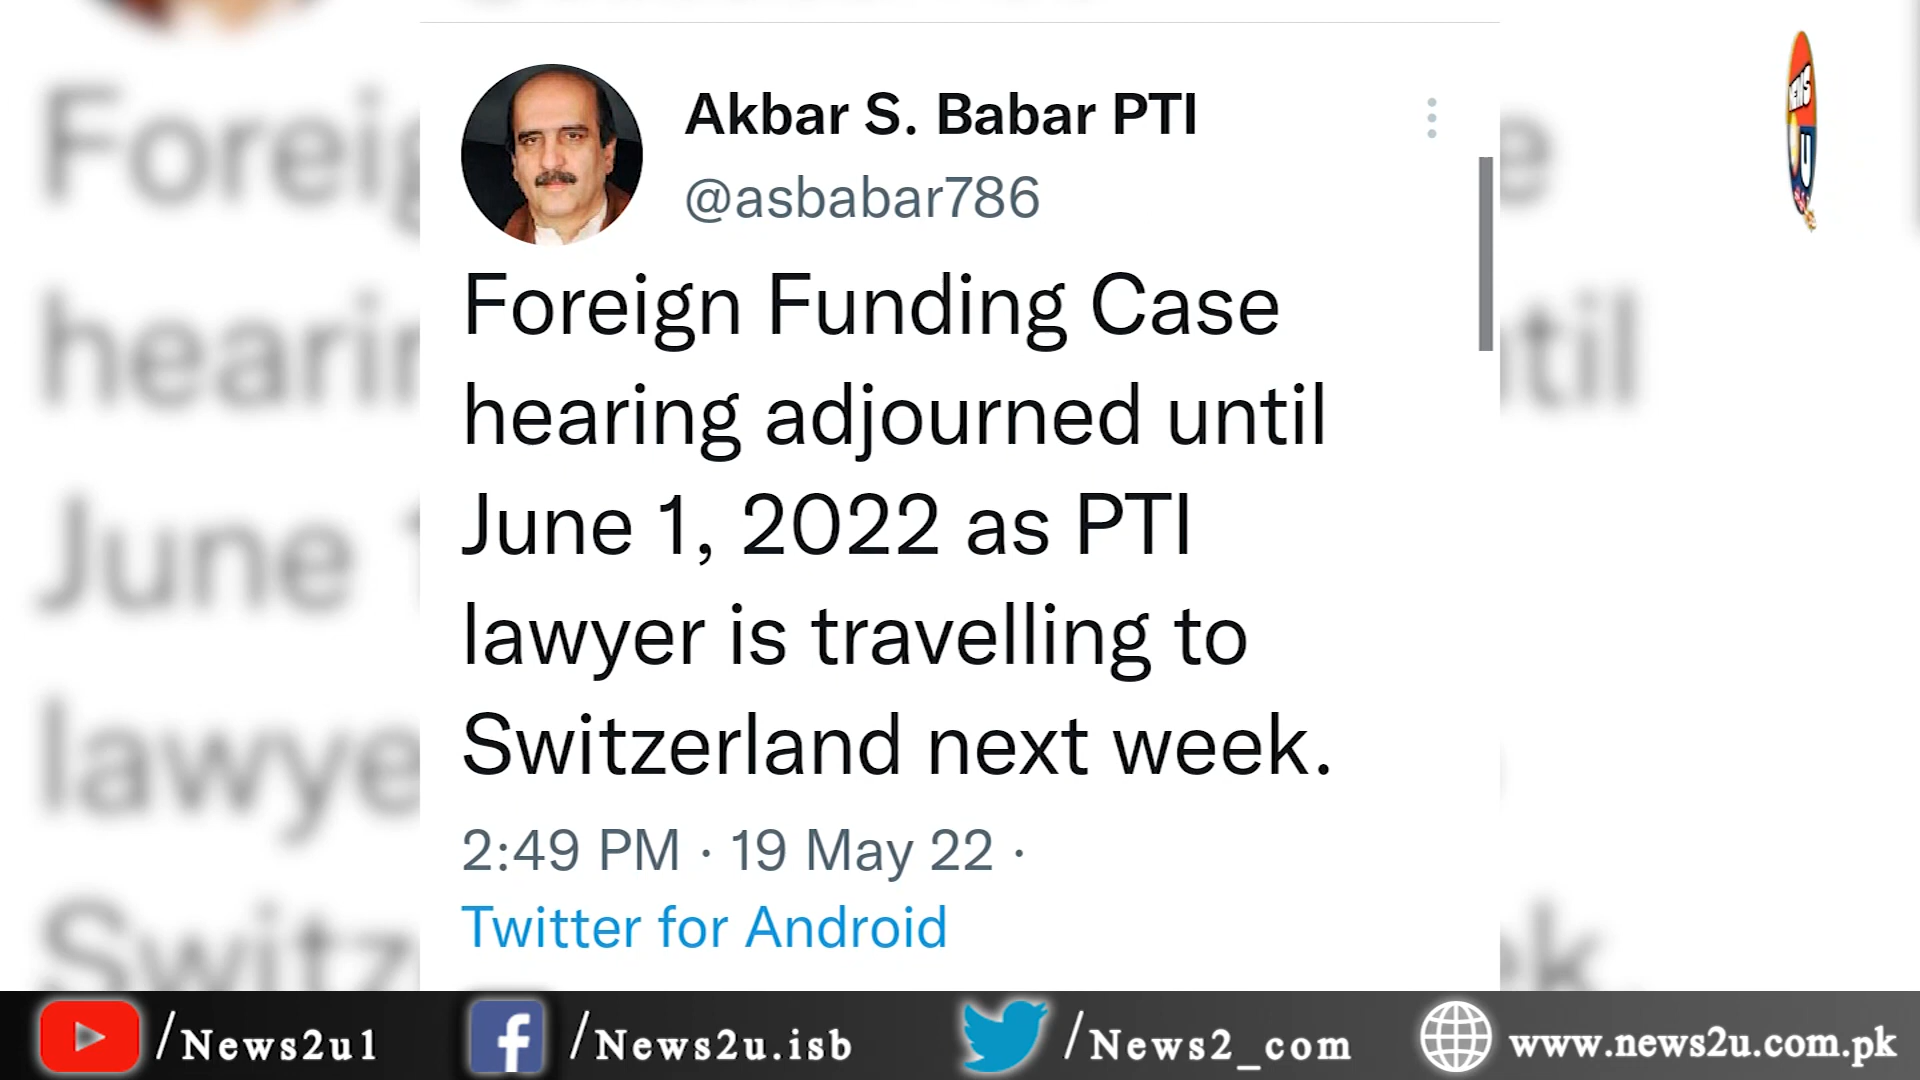 Akbar S. Babar PTI
@asbabar786
Foreign Funding Case
hearing adjourned until
June 1, 2022 as PTI
lawyer is travelling to
Switzerland next week.
2:49 PM · 19 May 22 ·
Twitter for Android
NEWS
U
/News2u1
/News2u.isb
/News2_com
www.news2u.com.pk